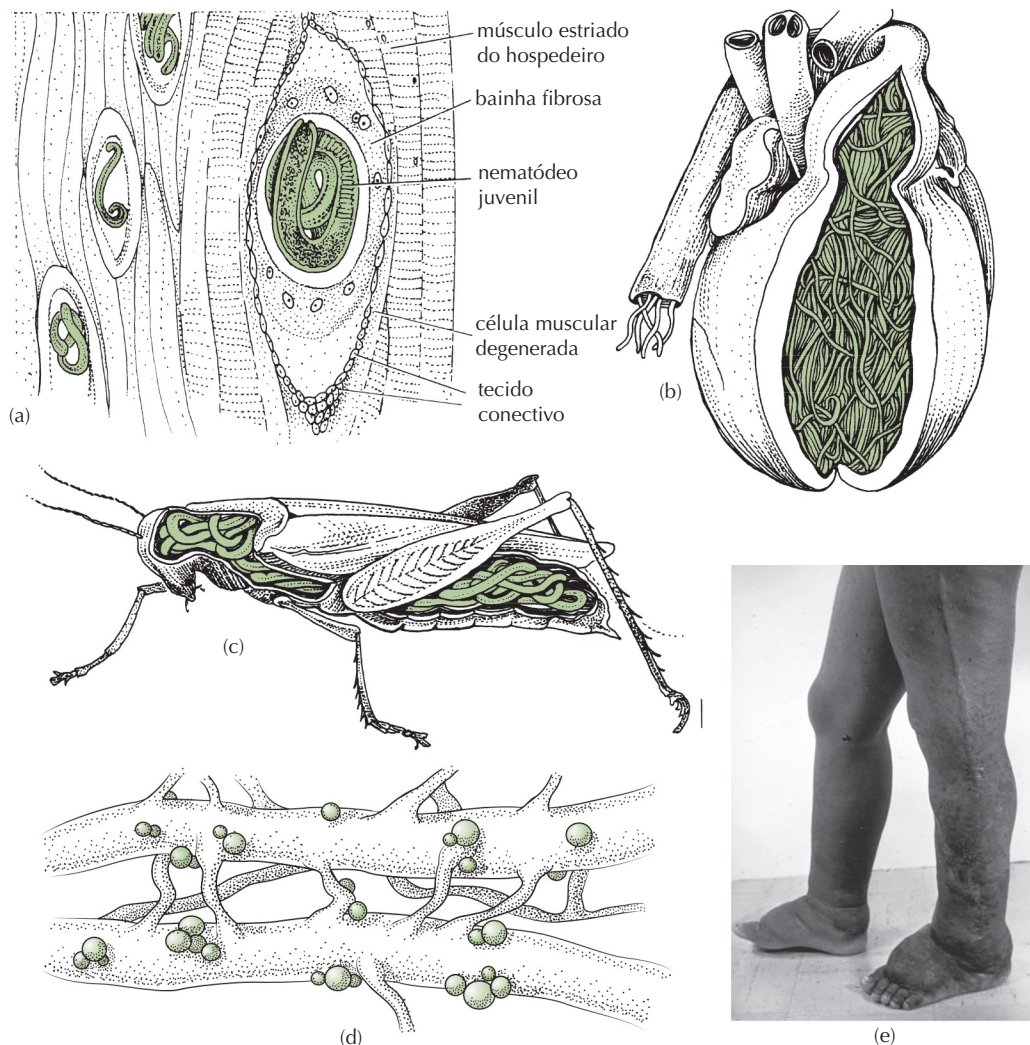 músculo estriado
do hospedeiro
bainha fibrosa
nematódeo
juvenil
célula muscular
degenerada
tecido
conectivo
(a)
(b)
(c)
(d)
(e)